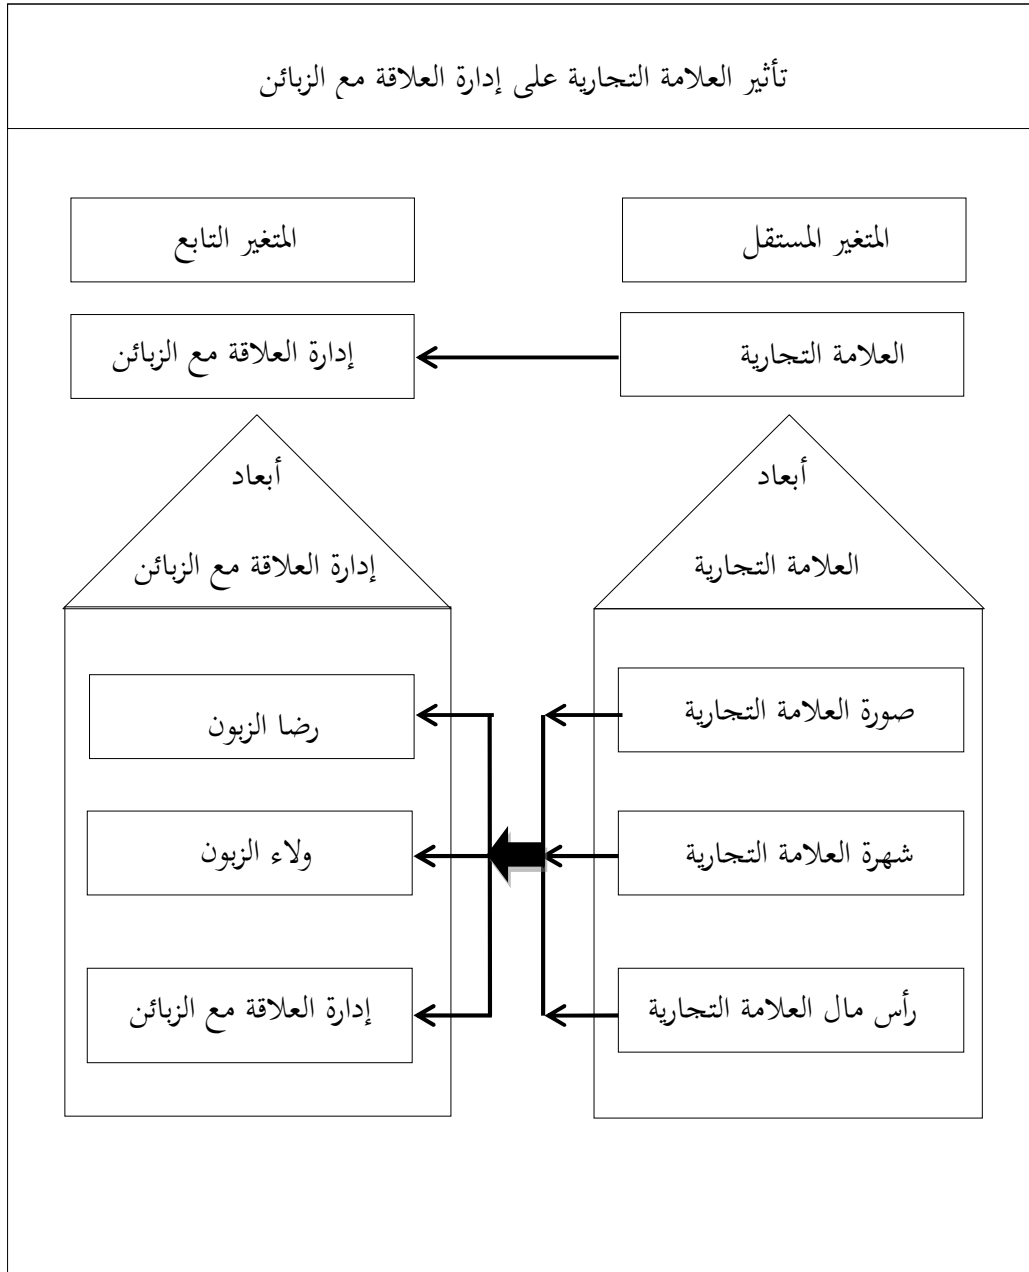 تأثير العلامة التجارية على إدارة العلاقة مع الزبائن
المتغير المستقل
المتغير التابع
العلامة التجارية
إدارة العلاقة مع الزبائن
أبعاد
العلامة التجارية
أبعاد
إدارة العلاقة مع الزبائن
صورة العلامة التجارية
شهرة العلامة التجارية
رأس مال العلامة التجارية
رضا الزبون
ولاء الزبون
إدارة العلاقة مع الزبائن